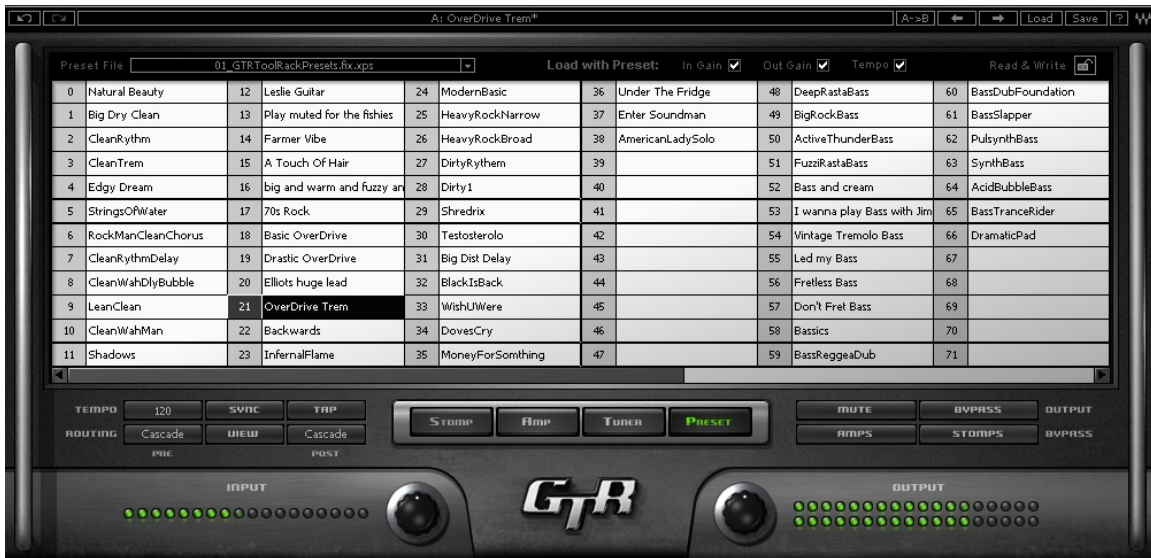 A: OverDrive Trem*
A->B
Load
Save
?
Preset File 01_GTRToolRackPresets.fix.xps Load with Preset: In Gain Out Gain Tempo Read & Write
0 Natural Beauty 12 Leslie Guitar 24 ModernBasic 36 Under The Fridge 48 DeepRastaBass 60 BassDubFoundation
1 Big Dry Clean 13 Play muted for the fishies 25 HeavyRockNarrow 37 Enter Soundman 49 BigRockBass 61 BassSlapper
2 CleanRythm 14 Farmer Vibe 26 HeavyRockBroad 38 AmericanLadySolo 50 ActiveThunderBass 62 PulsynthBass
3 CleanTrem 15 A Touch Of Hair 27 DirtyRythem 39 51 FuzziRastaBass 63 SynthBass
4 Edgy Dream 16 big and warm and fuzzy an 28 Dirty1 40 52 Bass and cream 64 AcidBubbleBass
5 StringsOfWater 17 70s Rock 29 Shredrix 41 53 I wanna play Bass with Jim 65 BassTranceRider
6 RockManCleanChorus 18 Basic OverDrive 30 Testosterolo 42 54 Vintage Tremolo Bass 66 DramaticPad
7 CleanRythmDelay 19 Drastic OverDrive 31 Big Dist Delay 43 55 Led my Bass 67
8 CleanWahDlyBubble 20 Elliots huge lead 32 BlackIsBack 44 56 Fretless Bass 68
9 LeanClean 21 OverDrive Trem 33 WishUWere 45 57 Don't Fret Bass 69
10 CleanWahMan 22 Backwards 34 DovesCry 46 58 Bassics 70
11 Shadows 23 InfernalFlame 35 MoneyForSomthing 47 59 BassReggeaDub 71
TEMPO 120 SYNC TAP STOMP AMP TUNER PRESET MUTE BYPASS OUTPUT
ROUTING Cascade VIEW Cascade AMPS STOMPS BYPASS
PRE POST
INPUT GTR OUTPUT